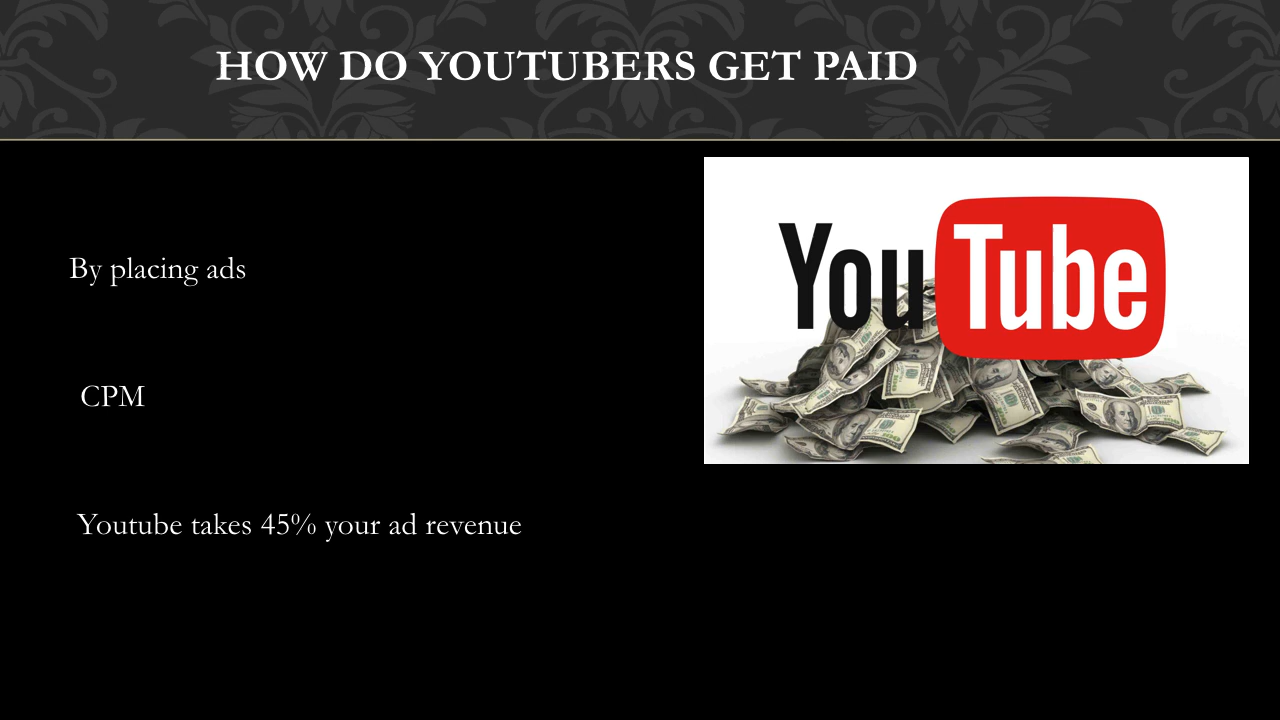 HOW DO YOUTUBERS GET PAID
By placing ads
CPM
Youtube takes 45% your ad revenue
YouTube